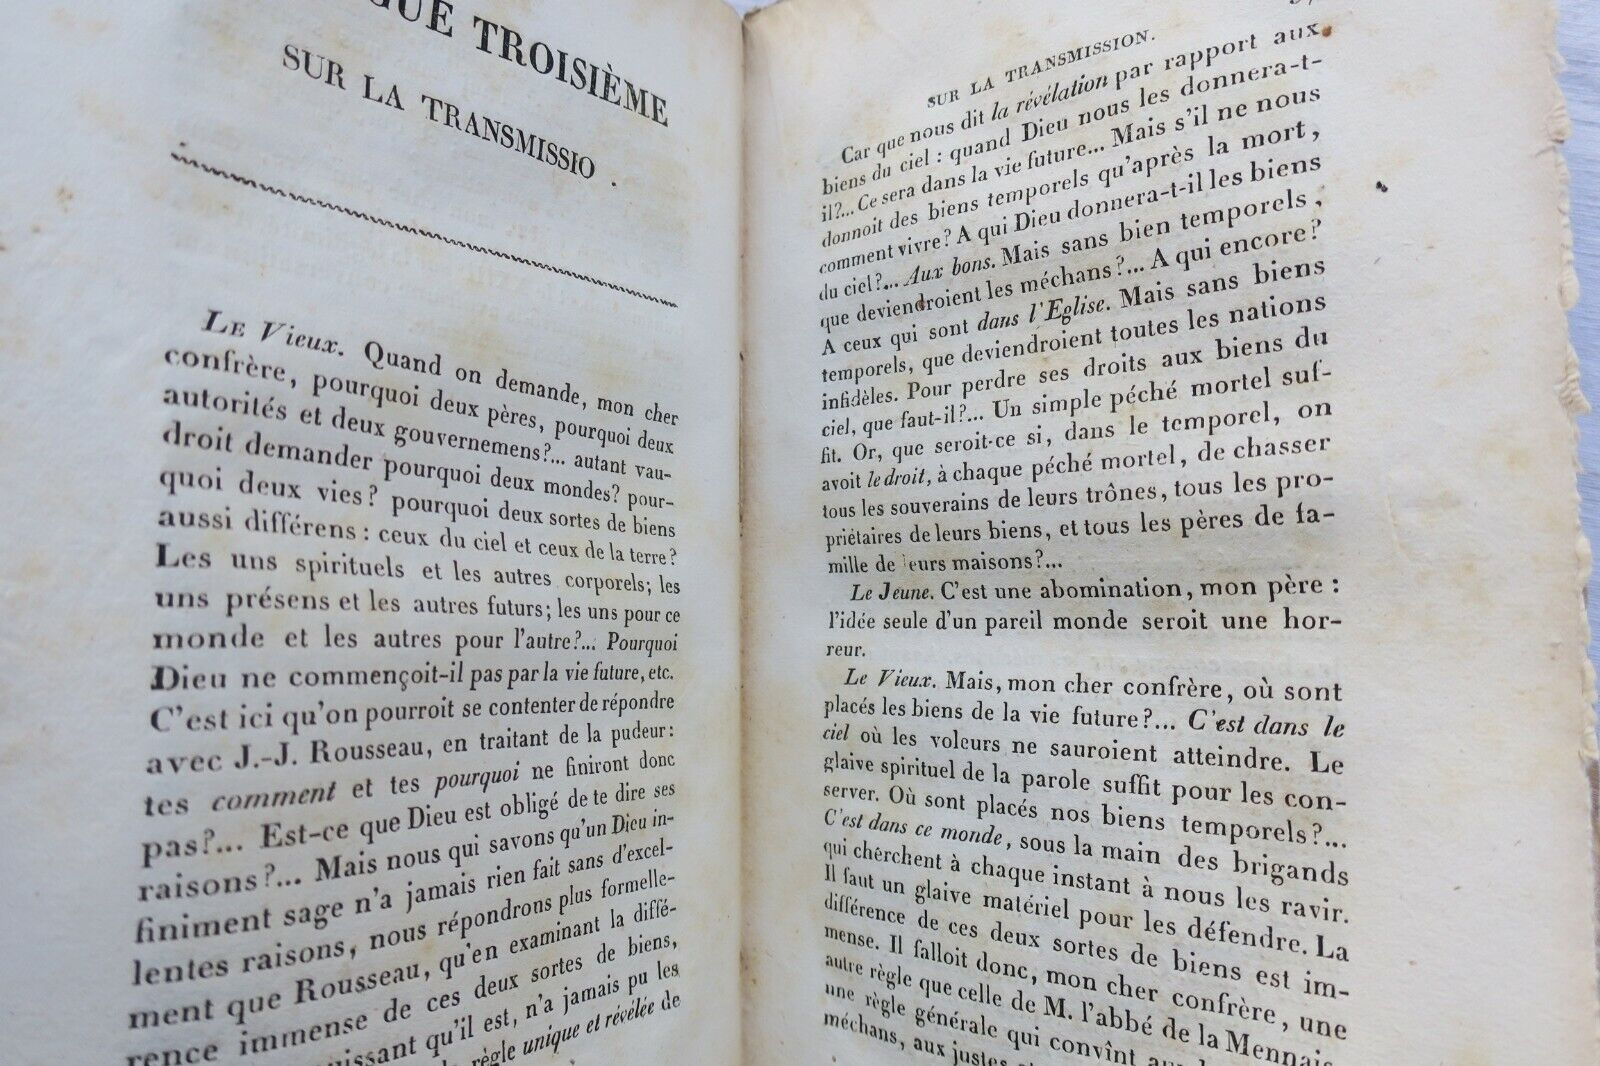 GUE TROISIÈME
SUR LA TRANSMISSIO .
LE Vieux. Quand on demande, mon cher
confrère, pourquoi deux pères, pourquoi deux
autorités et deux gouvernemens?... autant vau-
droit demander pourquoi deux mondes? pour-
quoi deux vies? pourquoi deux sortes de biens
aussi différens : ceux du ciel et ceux de la terre?
Les uns spirituels et les autres corporels; les
uns présens et les autres futurs; les uns pour ce
monde et les autres pour l'autre?... Pourquoi
Dieu ne commençoit-il pas par la vie future, etc.
C'est ici qu'on pourroit se contenter de répondre
avec J.-J. Rousseau, en traitant de la pudeur:
tes comment et tes pourquoi ne finiront donc
pas?... Est-ce que Dieu est obligé de te dire ses
raisons?... Mais nous qui savons qu'un Dieu in-
finiment sage n'a jamais rien fait sans d'excel-
lentes raisons, nous répondrons plus formelle-
ment que Rousseau, qu'en examinant la diffé-
rence immense de ces deux sortes de biens,
uissant qu'il est, n'a jamais pu les
règle unique et révélée de
SUR LA TRANSMISSION.
Car que nous dit la révélation par rapport aux
biens du ciel : quand Dieu nous les donnera-t-
il?... Ce sera dans la vie future... Mais s'il ne nous
donnoit des biens temporels qu'après la mort,
comment vivre? A qui Dieu donnera-t-il les biens
du ciel?... Aux bons. Mais sans bien temporels,
que deviendroient les méchans?... A qui encore?
A ceux qui sont dans l'Eglise. Mais sans biens
temporels, que deviendroient toutes les nations
infidèles. Pour perdre ses droits aux biens du
ciel, que faut-il?... Un simple péché mortel suf-
fit. Or, que seroit-ce si, dans le temporel, on
avoit le droit, à chaque péché mortel, de chasser
tous les souverains de leurs trônes, tous les pro-
priétaires de leurs biens, et tous les pères de fa-
mille de leurs maisons?...
Le Jeune. C'est une abomination, mon père :
l'idée seule d'un pareil monde seroit une hor-
reur.
Le Vieux. Mais, mon cher confrère, où sont
placés les biens de la vie future?... C'est dans le
ciel où les voleurs ne sauroient atteindre. Le
glaive spirituel de la parole suffit pour les con-
server. Où sont placés nos biens temporels?...
C'est dans ce monde, sous la main des brigands
qui cherchent à chaque instant à nous les ravir.
Il faut un glaive matériel pour les défendre. La
différence de ces deux sortes de biens est im-
mense. Il falloit donc, mon cher confrère, une
autre règle que celle de M. l'abbé de la Mennais
une règle générale qui convînt aux
méchans, aux justes